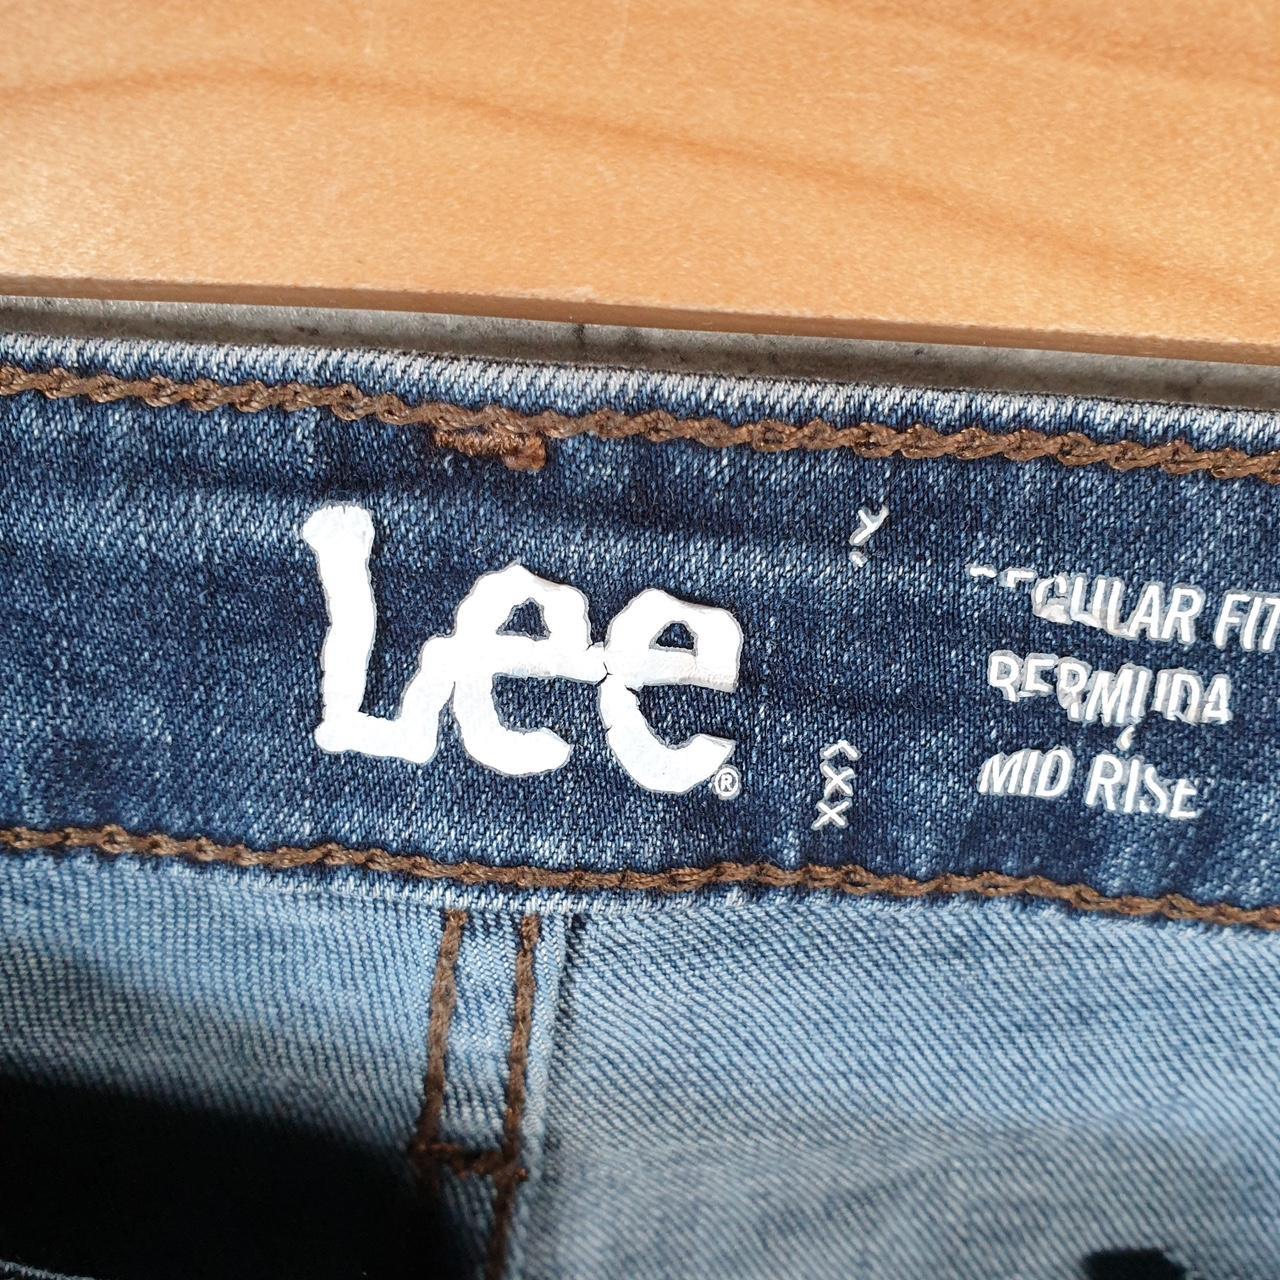 Lee®
REGULAR FIT
BERMUDA
MID RISE